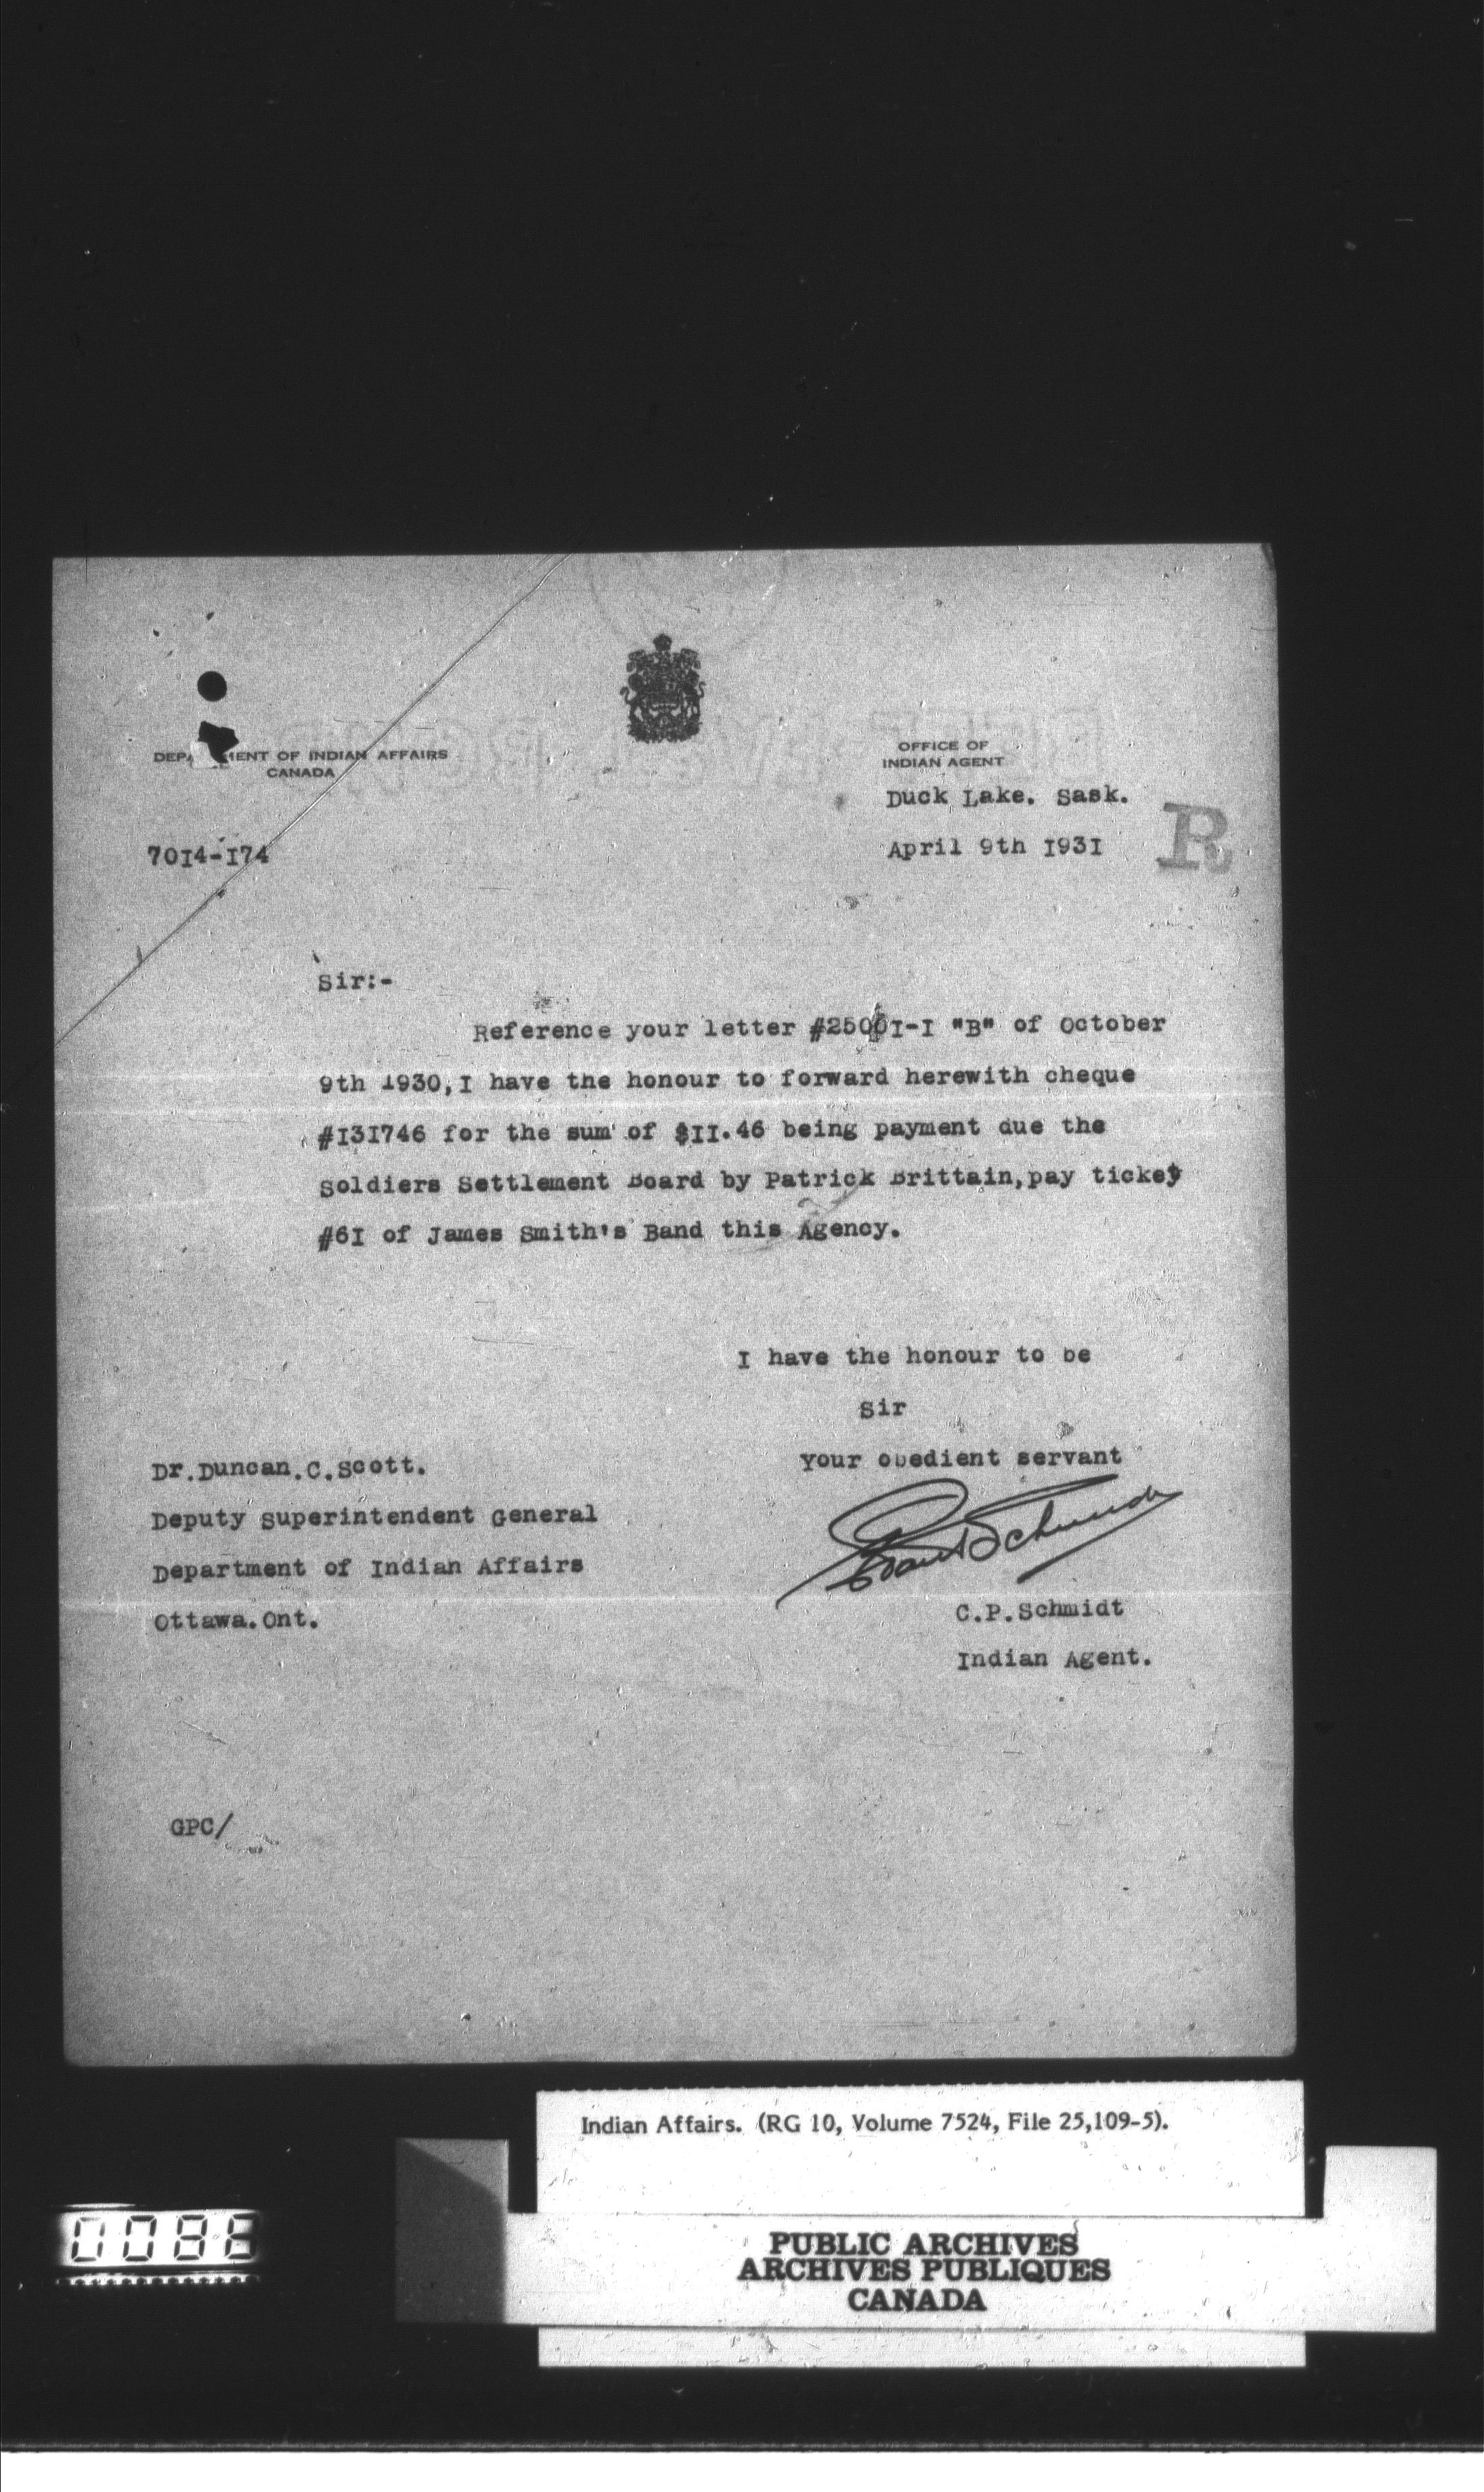 DEPA MENT OF INDIAN AFFAIRS
CANADA
OFFICE OF
INDIAN AGENT
Duck Lake. Sask.
7014-174
April 9th 1931
R
Sir:-
Reference your letter #25001-I "B" of October
9th 1930, I have the honour to forward herewith cheque
#131746 for the sum of $11.46 being payment due the
Soldiers Settlement Board by Patrick Brittain, pay ticket
#61 of James Smith's Band this Agency.
I have the honour to be
Sir
Your obedient servant
Dr. Duncan. C. Scott.
Deputy Superintendent General
Department of Indian Affairs
Ottawa. Ont.
C.P. Schmidt
Indian Agent.
GPC/
Indian Affairs. (RG 10, Volume 7524, File 25,109-5).
PUBLIC ARCHIVES
ARCHIVES PUBLIQUES
CANADA